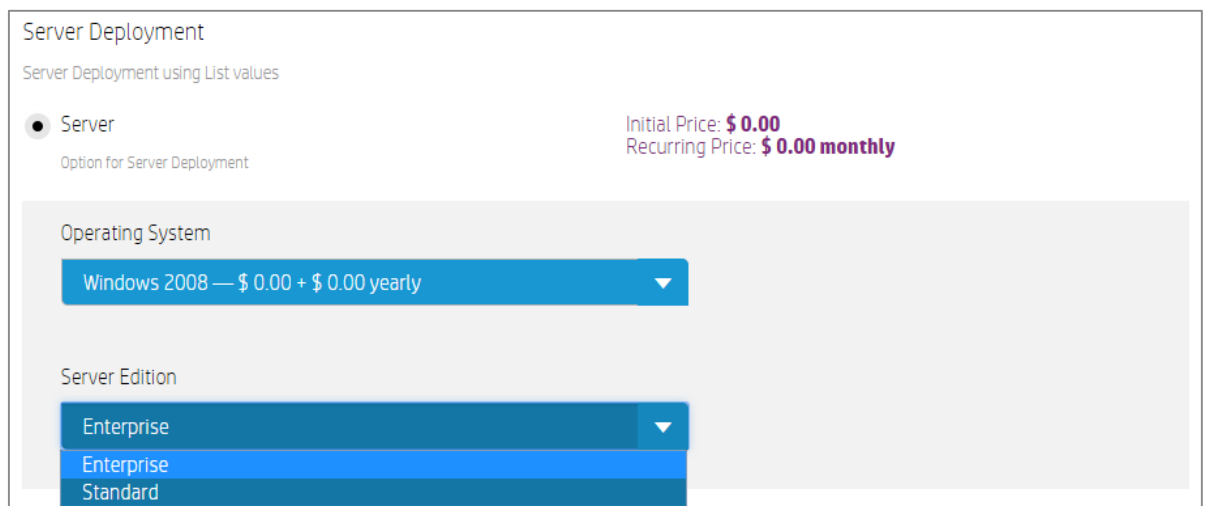 Server Deployment
Server Deployment using List values
Server
Initial Price: $ 0.00
Recurring Price: $ 0.00 monthly
Option for Server Deployment
Operating System
Windows 2008 — $ 0.00 + $ 0.00 yearly
Server Edition
Enterprise
Enterprise
Standard